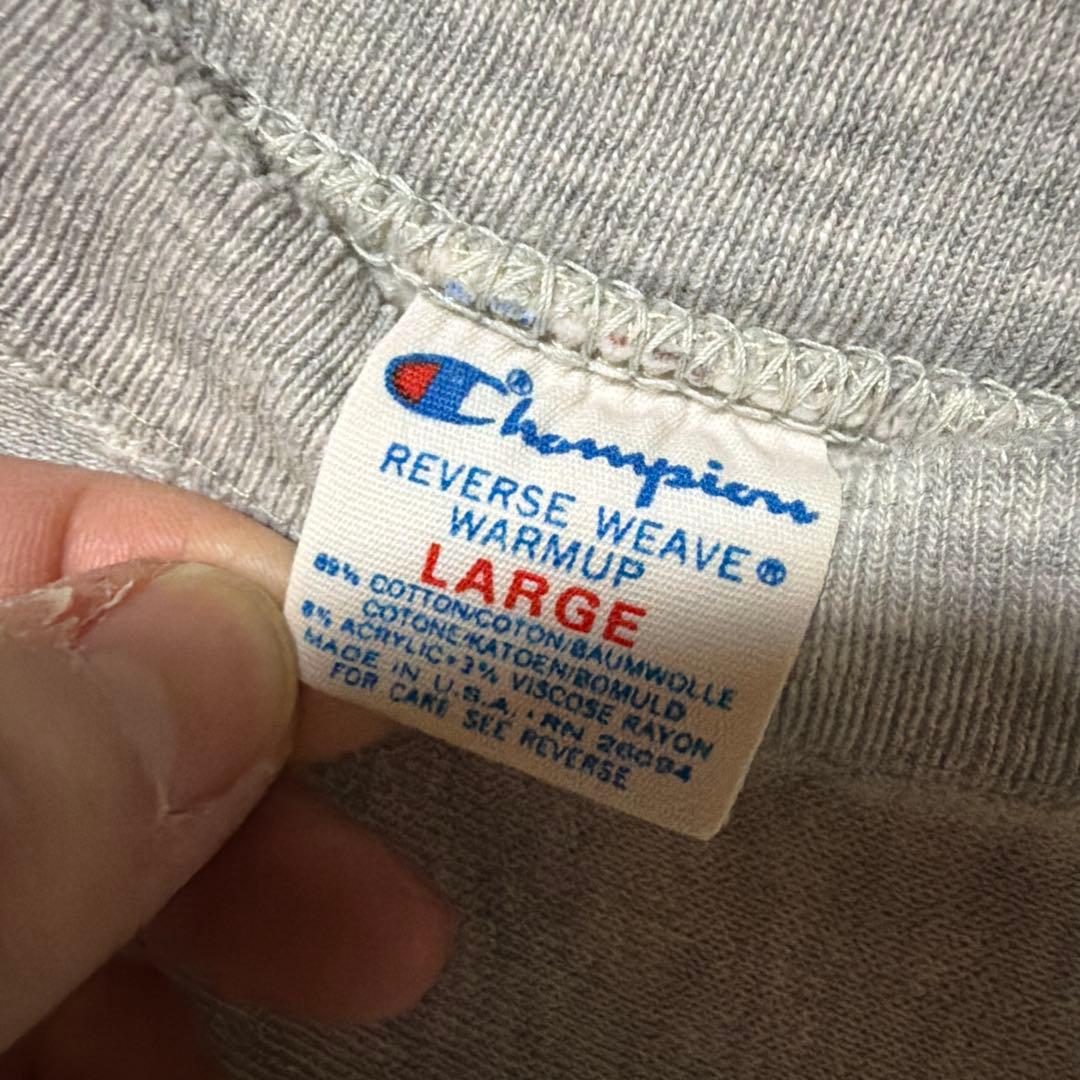 Champion®
REVERSE WEAVE®
WARMUP
LARGE
89% COTTON/COTON/BAUMWOLLE
COTONE/KATOEN/BOMULD
8% ACRYLIC • 3% VISCOSE RAYON
MADE IN U.S.A. • RN 26094
FOR CARE SEE REVERSE